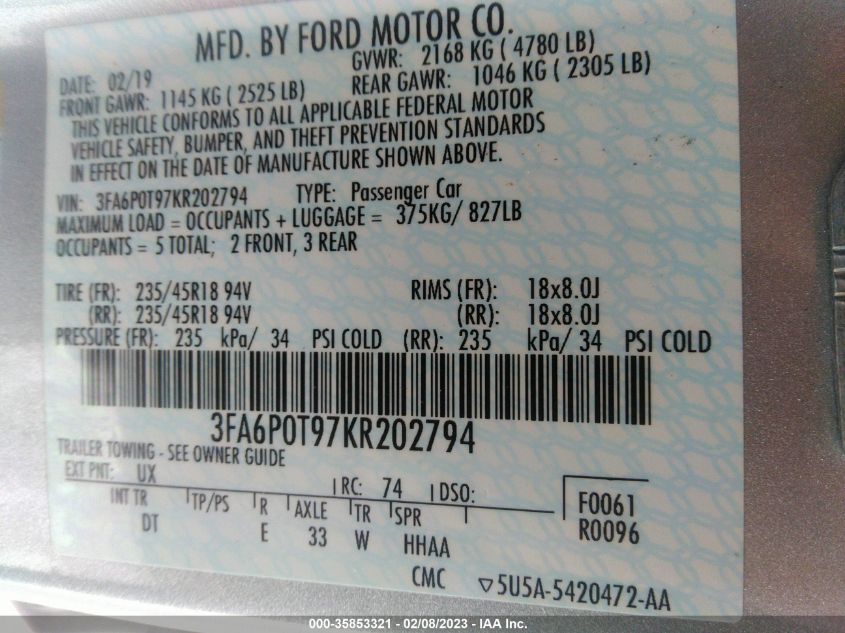 MFD. BY FORD MOTOR CO.
DATE: 02/19 GVWR: 2168 KG ( 4780 LB)
FRONT GAWR: 1145 KG ( 2525 LB) REAR GAWR: 1046 KG ( 2305 LB)
THIS VEHICLE CONFORMS TO ALL APPLICABLE FEDERAL MOTOR
VEHICLE SAFETY, BUMPER, AND THEFT PREVENTION STANDARDS
IN EFFECT ON THE DATE OF MANUFACTURE SHOWN ABOVE.
VIN: 3FA6P0T97KR202794 TYPE: Passenger Car
MAXIMUM LOAD = OCCUPANTS + LUGGAGE = 375KG/ 827LB
OCCUPANTS = 5 TOTAL; 2 FRONT, 3 REAR
TIRE (FR): 235/45R18 94V RIMS (FR): 18x8.0J
(RR): 235/45R18 94V (RR): 18x8.0J
PRESSURE (FR): 235 kPa/ 34 PSI COLD (RR): 235 kPa/ 34 PSI COLD
3FA6P0T97KR202794
TRAILER TOWING - SEE OWNER GUIDE
EXT PNT: UX RC: 74 DSO:
INT TR TP/PS R AXLE TR SPR F0061
DT E 33 W HHAA R0096
CMC ▽5U5A-5420472-AA
000-35853321 - 02/08/2023 - IAA Inc.